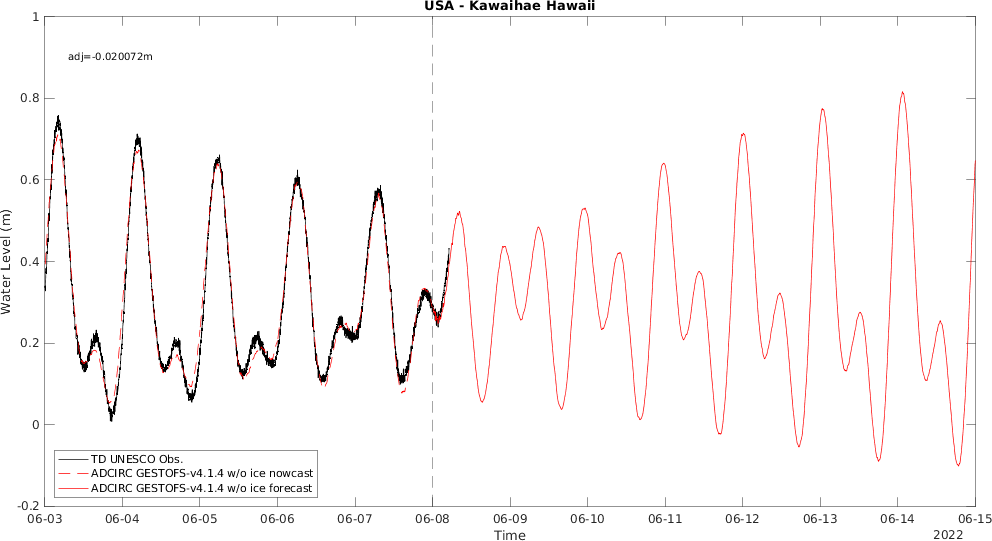 USA - Kawaihae Hawaii
adj=-0.020072m
Water Level (m)
1
0.8
0.6
0.4
0.2
0
-0.2
TD UNESCO Obs.
ADCIRC GESTOFS-v4.1.4 w/o ice nowcast
ADCIRC GESTOFS-v4.1.4 w/o ice forecast
06-03 06-04 06-05 06-06 06-07 06-08 06-09 06-10 06-11 06-12 06-13 06-14 06-15
Time
2022